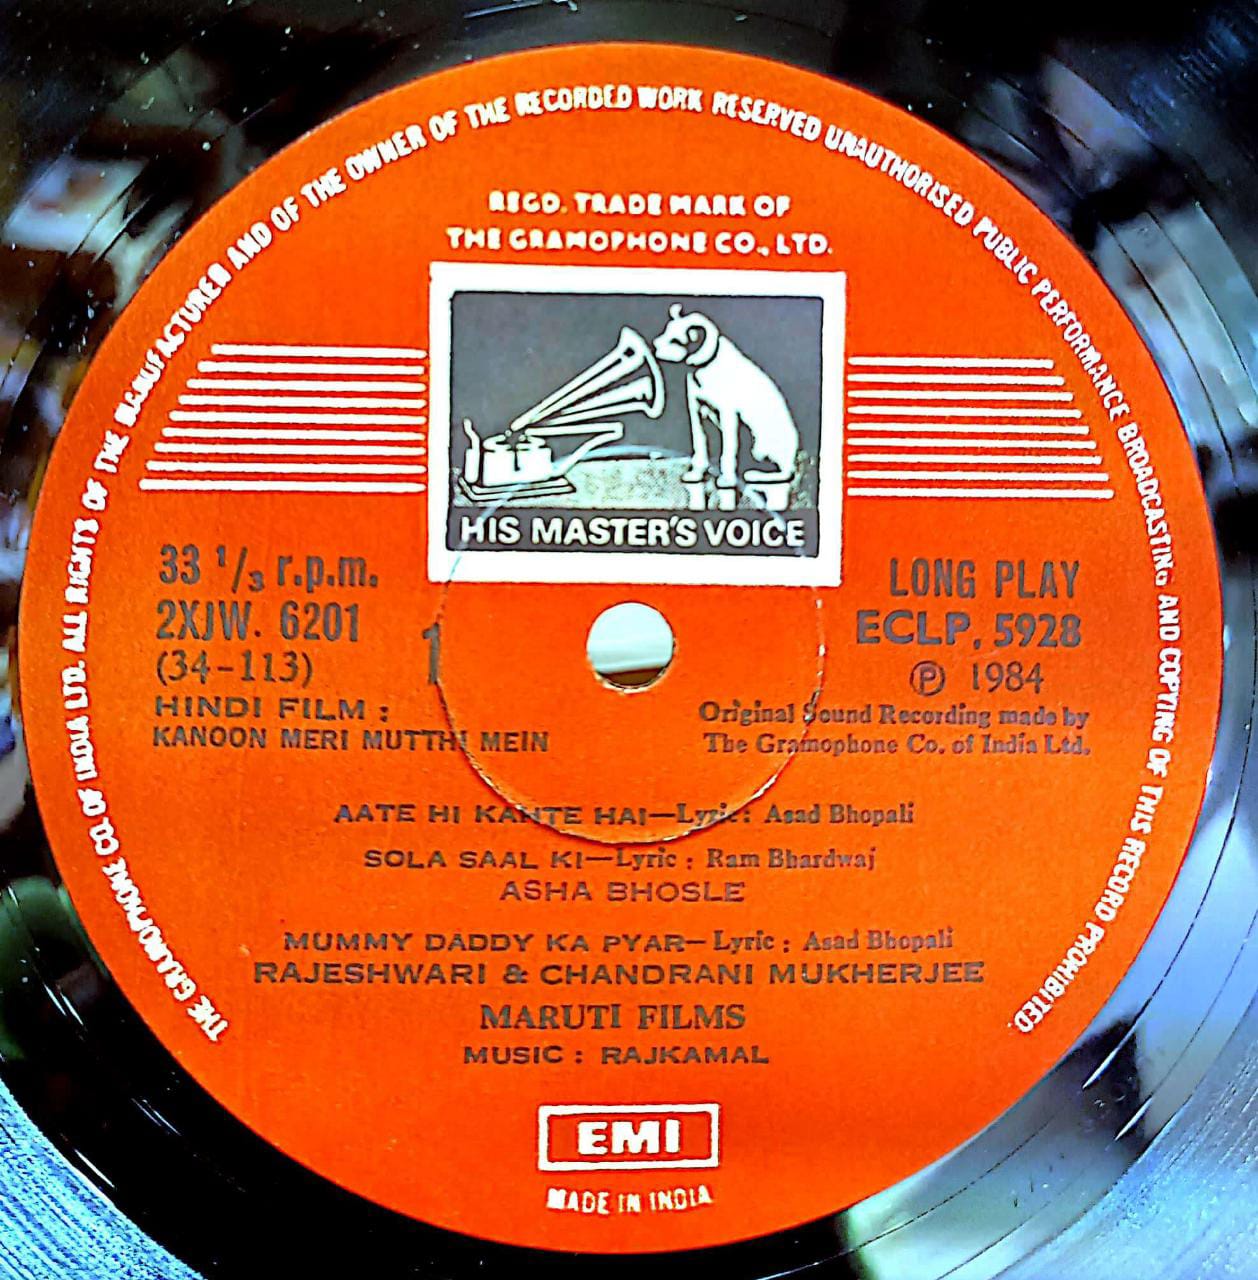 THE GRAMOPHONE CO. OF INDIA LTD. ALL RIGHTS OF THE MANUFACTURER AND OF THE OWNER OF THE RECORDED WORK RESERVED UNAUTHORISED PUBLIC PERFORMANCE BROADCASTING AND COPYING OF THIS RECORD PROHIBITED.
REGD. TRADE MARK OF
THE GRAMOPHONE CO., LTD.
HIS MASTER'S VOICE
33 1/3 r.p.m.
2XJW. 6201
(34-113)
1
LONG PLAY
ECLP. 5928
℗ 1984
HINDI FILM :
KANOON MERI MUTTHI MEIN
Original Sound Recording made by
The Gramophone Co. of India Ltd.
AATE HI KAHTE HAI—Lyric : Asad Bhopali
SOLA SAAL KI—Lyric : Ram Bhardwaj
ASHA BHOSLE
MUMMY DADDY KA PYAR—Lyric : Asad Bhopali
RAJESHWARI & CHANDRANI MUKHERJEE
MARUTI FILMS
MUSIC : RAJKAMAL
EMI
MADE IN INDIA